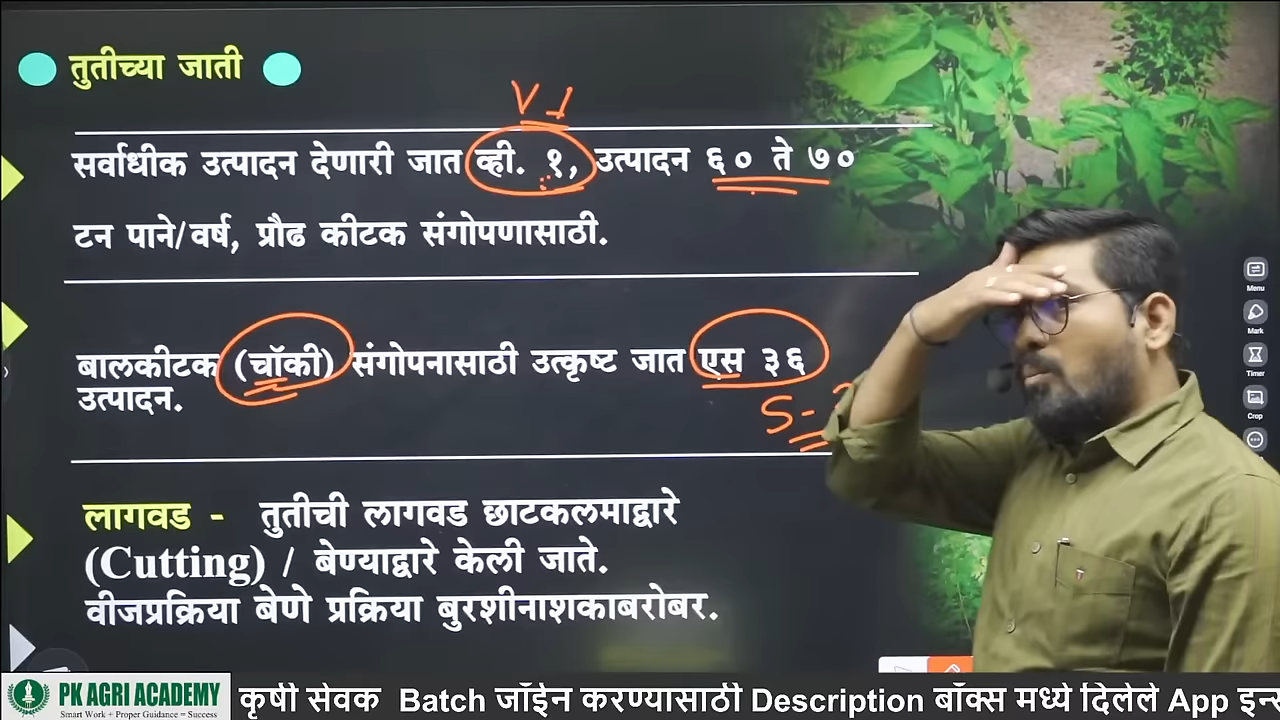 तुतीच्या जाती
V 1
सर्वाधीक उत्पादन देणारी जात व्ही. १, उत्पादन ६० ते ७०
टन पाने/वर्ष, प्रौढ कीटक संगोपणासाठी.
बालकीटक (चॉकी) संगोपनासाठी उत्कृष्ट जात एस ३६
उत्पादन.
S-
लागवड - तुतीची लागवड छाटकलमाद्वारे
(Cutting) / बेण्याद्वारे केली जाते.
वीजप्रक्रिया बेणे प्रक्रिया बुरशीनाशकाबरोबर.
Menu
Mark
Timer
Crop
PK AGRI ACADEMY
Smart Work + Proper Guidance = Success
कृषी सेवक Batch जॉईन करण्यासाठी Description बॉक्स मध्ये दिलेले App इन्स